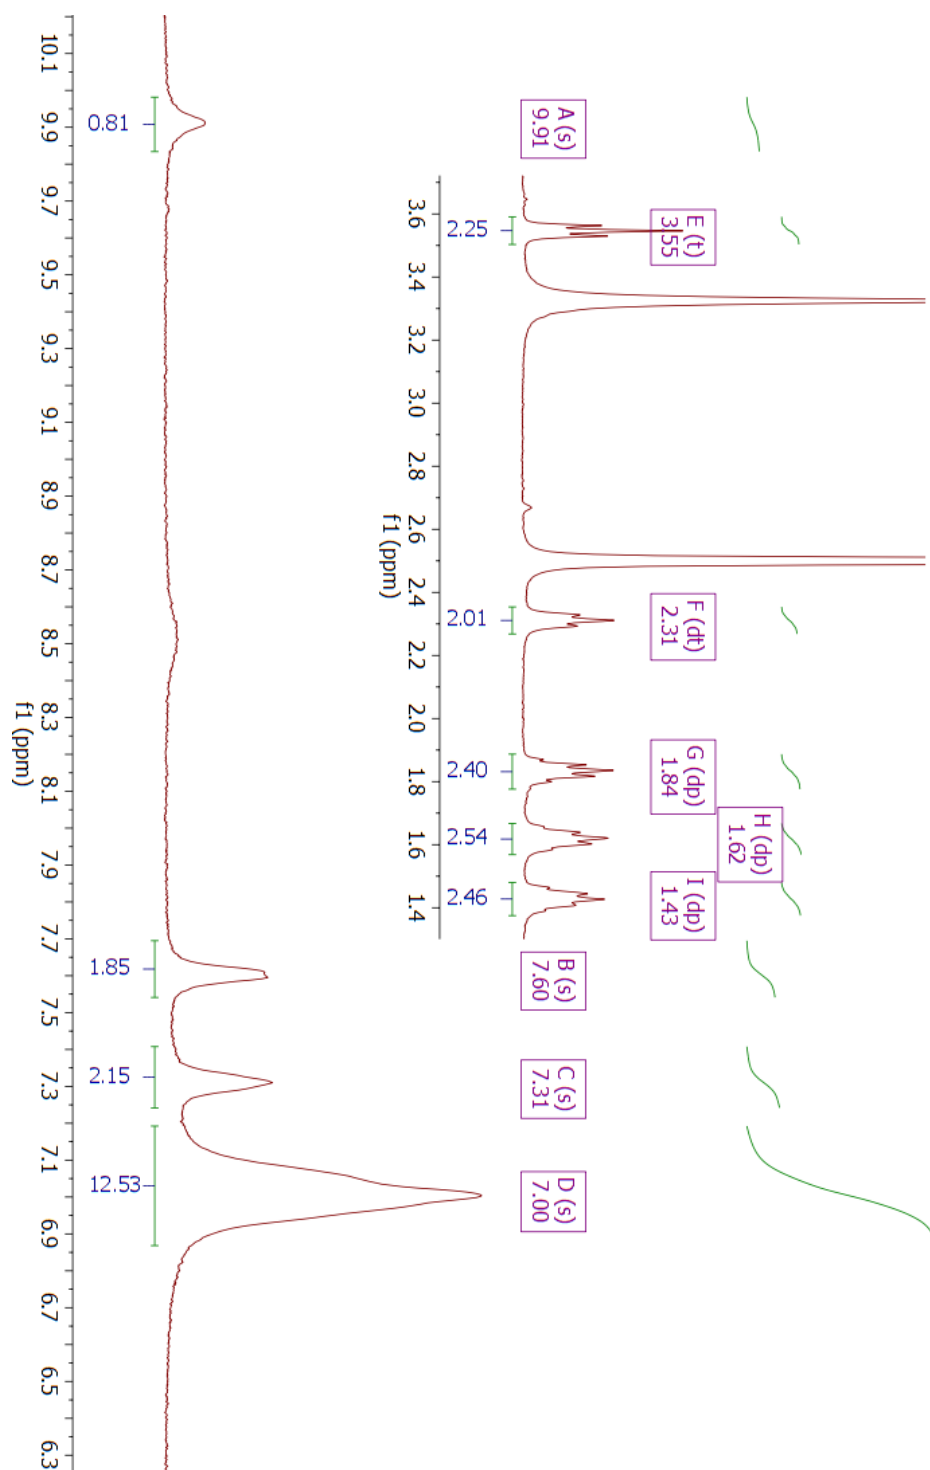 A (s)
9.91
E (t)
3.55
F (dt)
2.31
G (dp)
1.84
H (dp)
1.62
I (dp)
1.43
B (s)
7.60
C (s)
7.31
D (s)
7.00
2.25
2.01
2.40
2.54
2.46
3.6 3.4 3.2 3.0 2.8 2.6 2.4 2.2 2.0 1.8 1.6 1.4
f1 (ppm)
0.81
1.85
2.15
12.53
10.1 9.9 9.7 9.5 9.3 9.1 8.9 8.7 8.5 8.3 8.1 7.9 7.7 7.5 7.3 7.1 6.9 6.7 6.5 6.3
f1 (ppm)